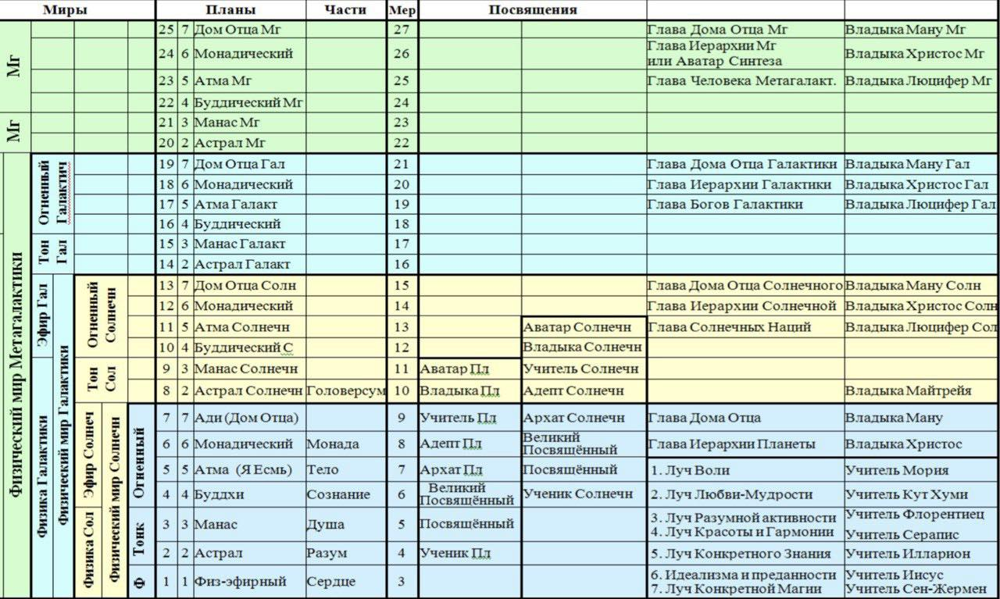 Миры Планы Части Мер Посвящения
Мг
25 7 Дом Отца Мг 27 Глава Дома Отца Мг Владыка Ману Мг
24 6 Монадический 26 Глава Иерархии Мг или Аватар Синтеза Владыка Христос Мг
23 5 Атма Мг 25 Глава Человека Метагалакт. Владыка Люцифер Мг
22 4 Буддический Мг 24
Мг
21 3 Манас Мг 23
20 2 Астрал Мг 22
Физический мир Метагалактики
Огненный Галактич
19 7 Дом Отца Гал 21 Глава Дома Отца Галактики Владыка Ману Гал
18 6 Монадический 20 Глава Иерархии Галактики Владыка Христос Гал
17 5 Атма Галакт 19 Глава Богов Галактики Владыка Люцифер Гал
16 4 Буддический 18
Тон Гал
15 3 Манас Галакт 17
14 2 Астрал Галакт 16
Эфир Гал
Физический мир Галактики
Огненный Солнечн
13 7 Дом Отца Солн 15 Глава Дома Отца Солнечного Владыка Ману Солн
12 6 Монадический 14 Глава Иерархии Солнечной Владыка Христос Солн
11 5 Атма Солнечн 13 Аватар Солнечн Глава Солнечных Наций Владыка Люцифер Сол
10 4 Буддический С 12 Владыка Солнечн
Физика Галактики
Тон Сол
9 3 Манас Солнечн 11 Аватар Пл Учитель Солнечн
8 2 Астрал Солнечн Головерсум 10 Владыка Пл Адепт Солнечн Владыка Майтрейя
Эфир Солнеч
Физический мир Солнечн
Огненный
7 7 Ади (Дом Отца) 9 Учитель Пл Архат Солнечн Глава Дома Отца Владыка Ману
6 6 Монадический Монада 8 Адепт Пл Великий Посвящённый Глава Иерархии Планеты Владыка Христос
5 5 Атма (Я Есмь) Тело 7 Архат Пл Посвящённый 1. Луч Воли Учитель Мория
4 4 Буддхи Сознание 6 Великий Посвящённый Ученик Солнечн 2. Луч Любви-Мудрости Учитель Кут Хуми
Физика Сол
Тонк
3 3 Манас Душа 5 Посвящённый 3. Луч Разумной активности Учитель Флорентиец
4. Луч Красоты и Гармонии Учитель Серапис
2 2 Астрал Разум 4 Ученик Пл 5. Луч Конкретного Знания Учитель Илларион
Ф
1 1 Физ-эфирный Сердце 3 6. Идеализма и преданности Учитель Иисус
7. Луч Конкретной Магии Учитель Сен-Жермен